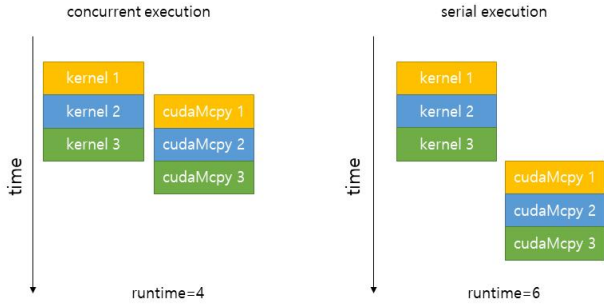 concurrent execution
time
kernel 1
kernel 2
kernel 3
cudaMcpy 1
cudaMcpy 2
cudaMcpy 3
runtime=4
serial execution
time
kernel 1
kernel 2
kernel 3
cudaMcpy 1
cudaMcpy 2
cudaMcpy 3
runtime=6